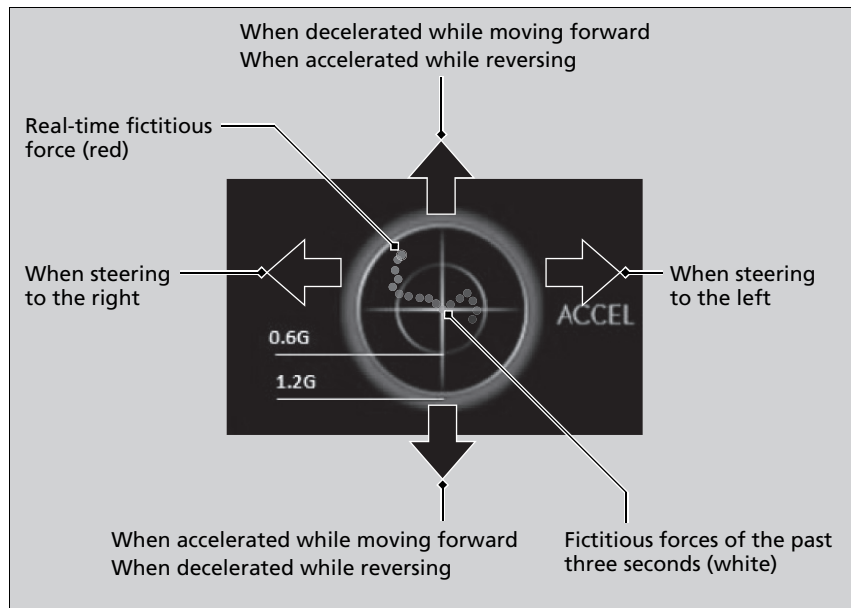 When decelerated while moving forward
When accelerated while reversing
Real-time fictitious
force (red)
When steering
to the right
When steering
to the left
ACCEL
0.6G
1.2G
When accelerated while moving forward
When decelerated while reversing
Fictitious forces of the past
three seconds (white)